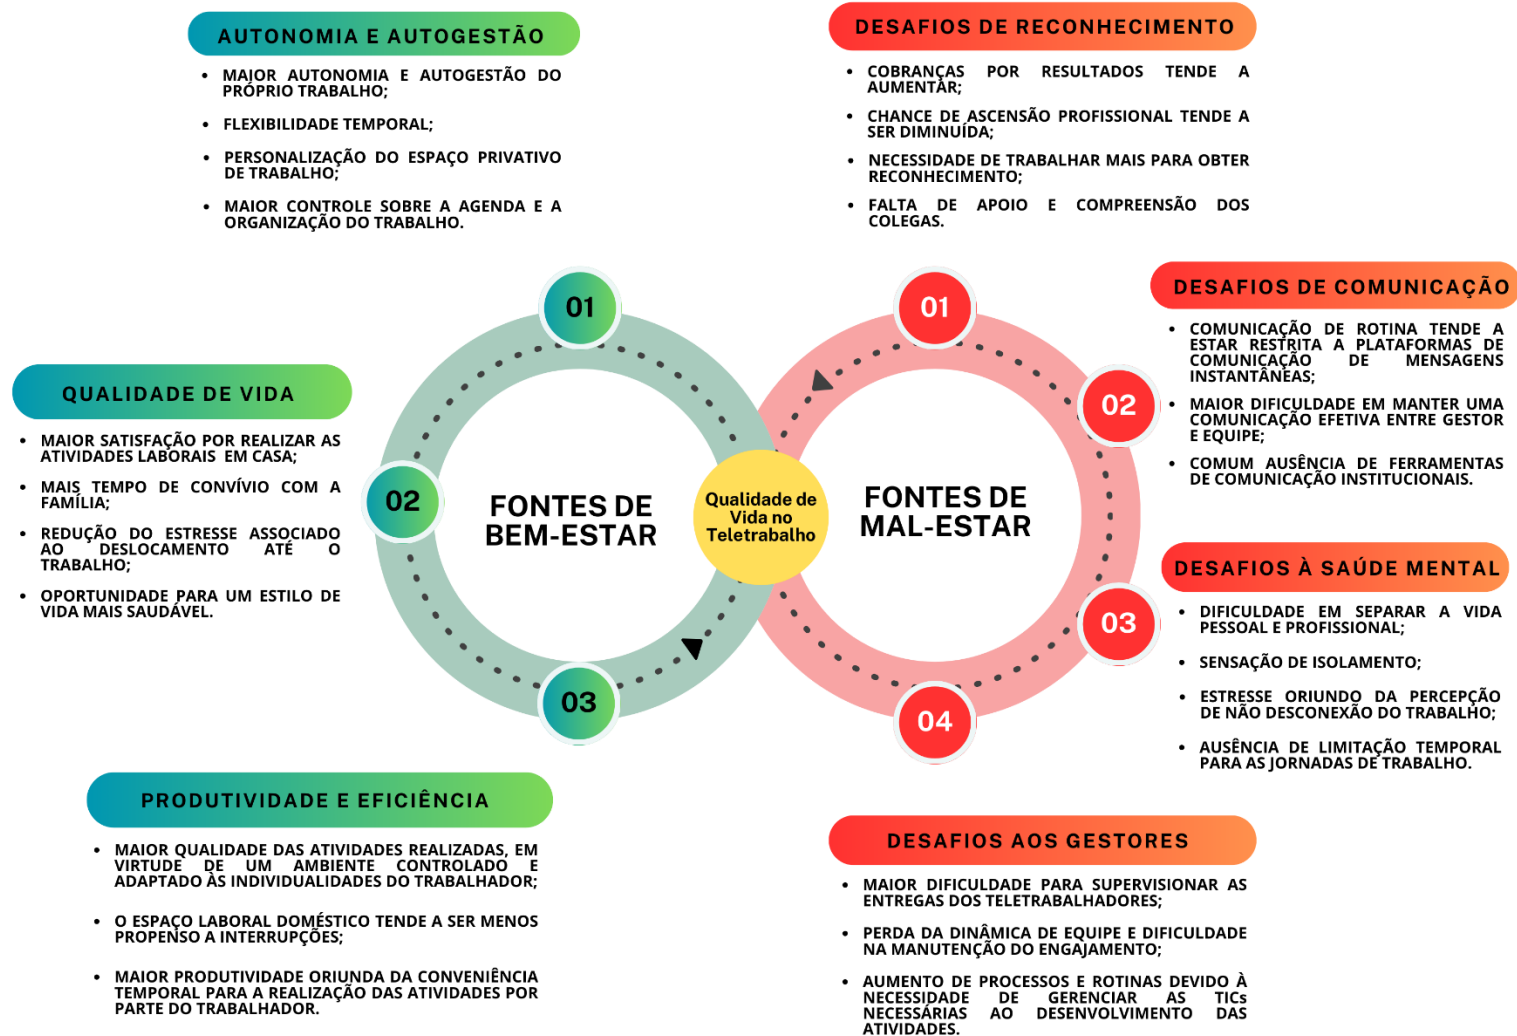 AUTONOMIA E AUTOGESTÃO
• MAIOR AUTONOMIA E AUTOGESTÃO DO
PRÓPRIO TRABALHO;
• FLEXIBILIDADE TEMPORAL;
• PERSONALIZAÇÃO DO ESPAÇO PRIVATIVO
DE TRABALHO;
• MAIOR CONTROLE SOBRE A AGENDA E A
ORGANIZAÇÃO DO TRABALHO.
DESAFIOS DE RECONHECIMENTO
• COBRANÇAS POR RESULTADOS TENDE A
AUMENTAR;
• CHANCE DE ASCENSÃO PROFISSIONAL TENDE A
SER DIMINUÍDA;
• NECESSIDADE DE TRABALHAR MAIS PARA OBTER
RECONHECIMENTO;
• FALTA DE APOIO E COMPREENSÃO DOS
COLEGAS.
QUALIDADE DE VIDA
• MAIOR SATISFAÇÃO POR REALIZAR AS
ATIVIDADES LABORAIS EM CASA;
• MAIS TEMPO DE CONVÍVIO COM A
FAMÍLIA;
• REDUÇÃO DO ESTRESSE ASSOCIADO
AO DESLOCAMENTO ATÉ O
TRABALHO;
• OPORTUNIDADE PARA UM ESTILO DE
VIDA MAIS SAUDÁVEL.
01
02
03
FONTES DE
BEM-ESTAR
Qualidade de
Vida no
Teletrabalho
FONTES DE
MAL-ESTAR
01
02
03
04
DESAFIOS DE COMUNICAÇÃO
• COMUNICAÇÃO DE ROTINA TENDE A
ESTAR RESTRITA A PLATAFORMAS DE
COMUNICAÇÃO DE MENSAGENS
INSTANTÂNEAS;
• MAIOR DIFICULDADE EM MANTER UMA
COMUNICAÇÃO EFETIVA ENTRE GESTOR
E EQUIPE;
• COMUM AUSÊNCIA DE FERRAMENTAS
DE COMUNICAÇÃO INSTITUCIONAIS.
DESAFIOS À SAÚDE MENTAL
• DIFICULDADE EM SEPARAR A VIDA
PESSOAL E PROFISSIONAL;
• SENSAÇÃO DE ISOLAMENTO;
• ESTRESSE ORIUNDO DA PERCEPÇÃO
DE NÃO DESCONEXÃO DO TRABALHO;
• AUSÊNCIA DE LIMITAÇÃO TEMPORAL
PARA AS JORNADAS DE TRABALHO.
PRODUTIVIDADE E EFICIÊNCIA
• MAIOR QUALIDADE DAS ATIVIDADES REALIZADAS, EM
VIRTUDE DE UM AMBIENTE CONTROLADO E
ADAPTADO ÀS INDIVIDUALIDADES DO TRABALHADOR;
• O ESPAÇO LABORAL DOMÉSTICO TENDE A SER MENOS
PROPENSO A INTERRUPÇÕES;
• MAIOR PRODUTIVIDADE ORIUNDA DA CONVENIÊNCIA
TEMPORAL PARA A REALIZAÇÃO DAS ATIVIDADES POR
PARTE DO TRABALHADOR.
DESAFIOS AOS GESTORES
• MAIOR DIFICULDADE PARA SUPERVISIONAR AS
ENTREGAS DOS TELETRABALHADORES;
• PERDA DA DINÂMICA DE EQUIPE E DIFICULDADE
NA MANUTENÇÃO DO ENGAJAMENTO;
• AUMENTO DE PROCESSOS E ROTINAS DEVIDO À
NECESSIDADE DE GERENCIAR AS TICs
NECESSÁRIAS AO DESENVOLVIMENTO DAS
ATIVIDADES.